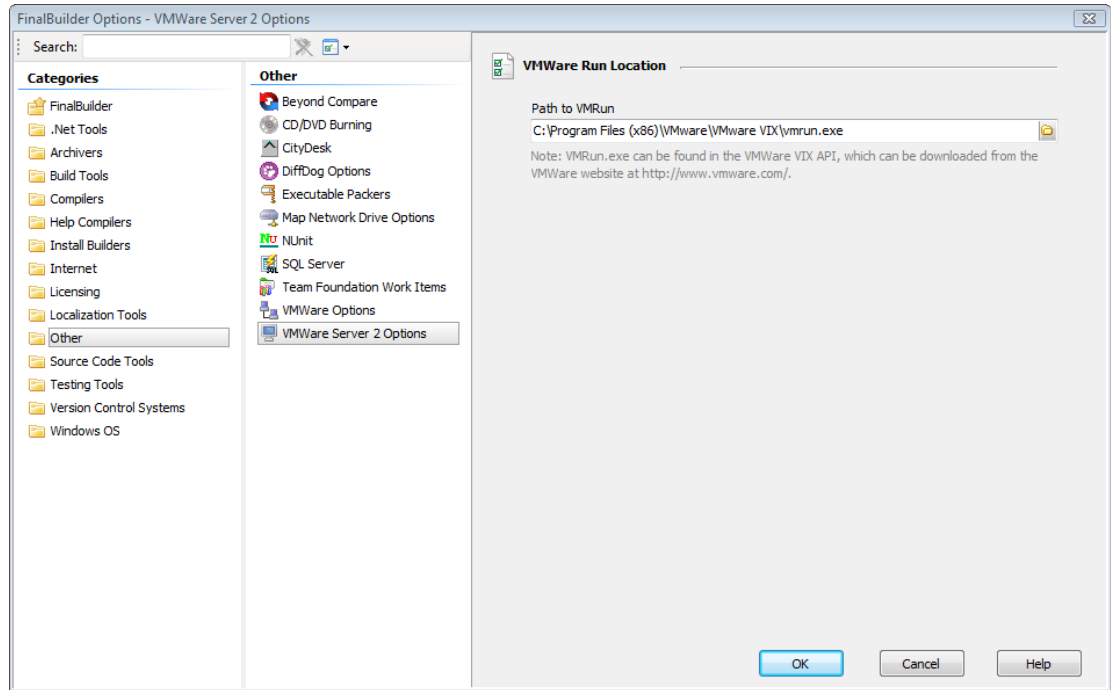 FinalBuilder Options - VMWare Server 2 Options
Search:
Categories
FinalBuilder
.Net Tools
Archivers
Build Tools
Compilers
Help Compilers
Install Builders
Internet
Licensing
Localization Tools
Other
Source Code Tools
Testing Tools
Version Control Systems
Windows OS
Other
Beyond Compare
CD/DVD Burning
CityDesk
DiffDog Options
Executable Packers
Map Network Drive Options
NU NUnit
SQL Server
Team Foundation Work Items
VMWare Options
VMWare Server 2 Options
VMWare Run Location
Path to VMRun
C:\Program Files (x86)\VMware\VMware VIX\vmrun.exe
Note: VMRun.exe can be found in the VMWare VIX API, which can be downloaded from the
VMWare website at http://www.vmware.com/.
OK
Cancel
Help